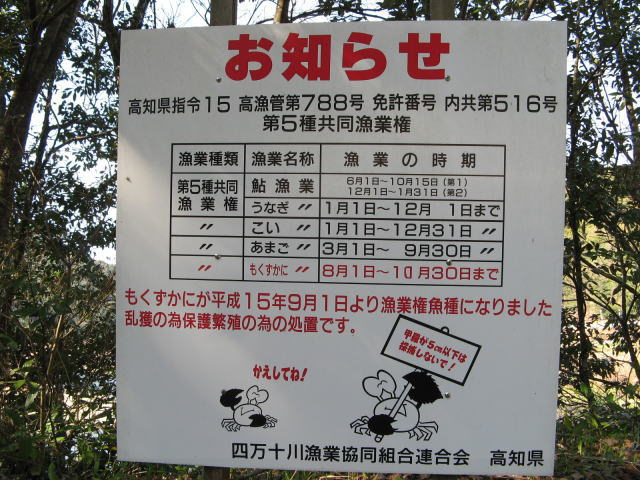 お知らせ
高知県指令15 高漁管第788号 免許番号 内共第516号
第5種共同漁業権
漁業種類 漁業名称 漁業の時期
第5種共同漁業権 鮎漁業 6月1日～10月15日(第1) 12月1日～1月31日(第2)
うなぎ 〃 1月1日～12月 1日まで
〃 こい 〃 1月1日～12月31日 〃
〃 あまご 〃 3月1日～ 9月30日 〃
〃 もくずかに 〃 8月1日～10月30日まで
もくずかにが平成15年9月1日より漁業権魚種になりました
乱獲の為保護繁殖の為の処置です。
甲羅が5cm以下は
採捕しないで!
かえしてね!
四万十川漁業協同組合連合会 高知県